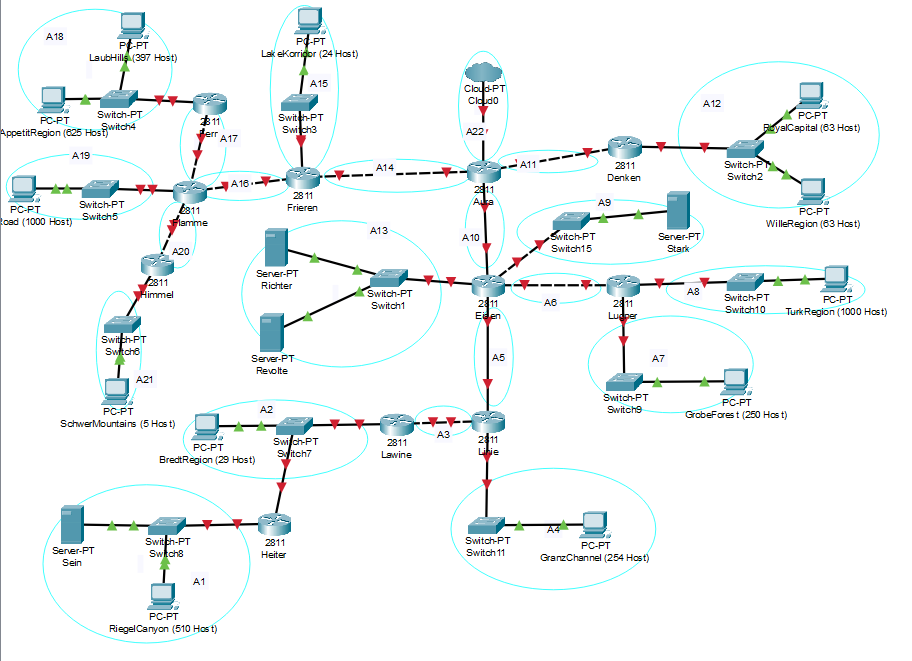 A18
PC-PT
LaubHills (397 Host)
PC-PT
AppetitRegion (625 Host)
Switch-PT
Switch4
2811
A17
PC-PT
LakeKorridor (24 Host)
A15
Switch-PT
Switch3
Cloud-PT
Cloud0
A22
A12
PC-PT
RoyalCapital (63 Host)
Switch-PT
Switch2
PC-PT
WilleRegion (63 Host)
2811
Denken
A11
A14
2811
Aura
2811
Frieren
A16
A19
PC-PT
Road (1000 Host)
Switch-PT
Switch5
2811
Flamme
A20
2811
Himmel
Switch-PT
Switch6
A21
PC-PT
SchwerMountains (5 Host)
A13
Server-PT
Richter
Switch-PT
Switch1
Server-PT
Revolte
A10
A9
Switch-PT
Switch15
Server-PT
Stark
2811
Eisen
A6
2811
Lugner
A8
Switch-PT
Switch10
PC-PT
TurkRegion (1000 Host)
A7
Switch-PT
Switch9
PC-PT
GrobeForest (250 Host)
A5
A2
PC-PT
BredtRegion (29 Host)
Switch-PT
Switch7
2811
Lawine
A3
2811
Linie
Switch-PT
Switch11
A4
PC-PT
GranzChannel (254 Host)
2811
Heiter
Server-PT
Sein
Switch-PT
Switch8
A1
PC-PT
RiegelCanyon (510 Host)